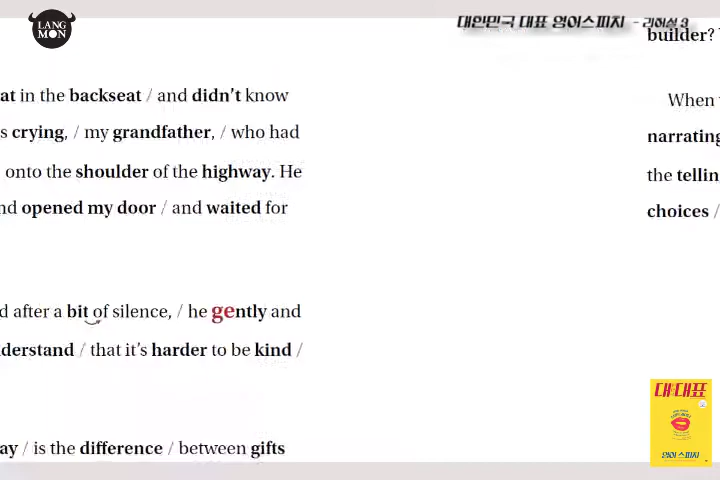 LANG
MON
대한민국 대표 영어스피치 - 리허설 3
at in the backseat / and didn't know
s crying, / my grandfather, / who had
onto the shoulder of the highway. He
nd opened my door / and waited for
d after a bit of silence, / he gently and
derstand / that it's harder to be kind /
ay / is the difference / between gifts
builder?
When
narrating
the tellin
choices /
대대표
영어 스피치